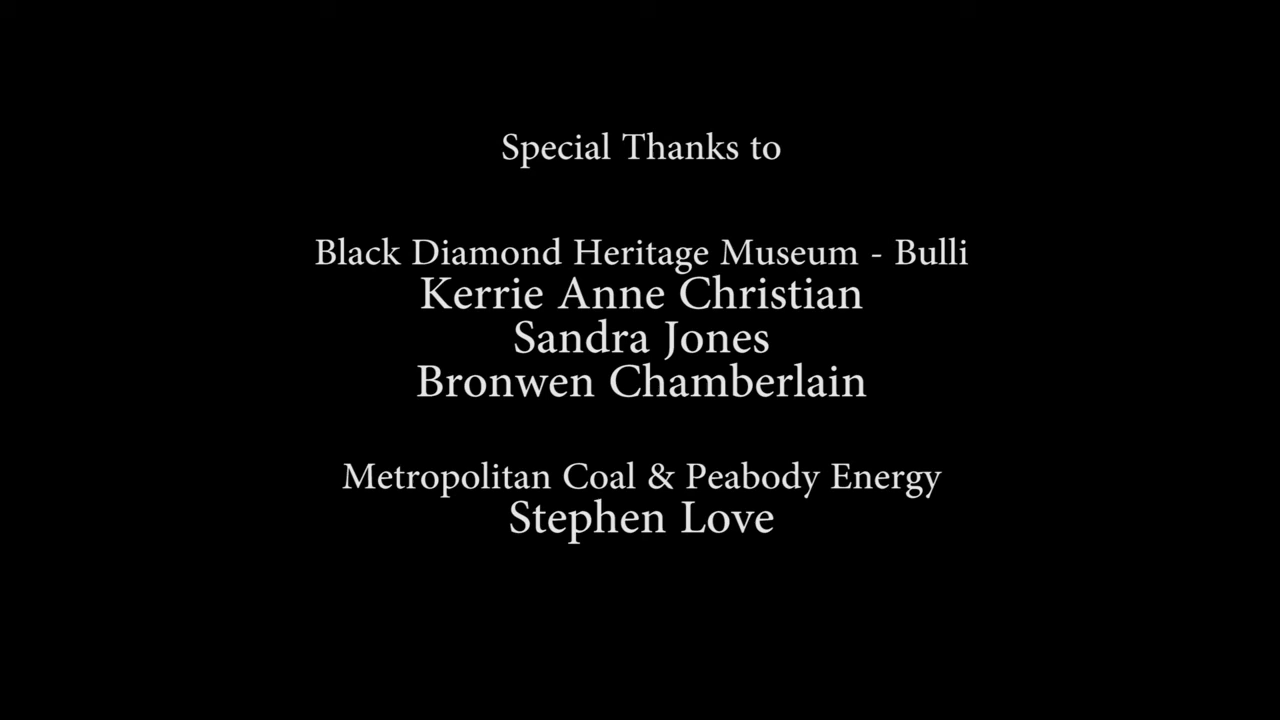 Special Thanks to
Black Diamond Heritage Museum - Bulli
Kerrie Anne Christian
Sandra Jones
Bronwen Chamberlain
Metropolitan Coal & Peabody Energy
Stephen Love